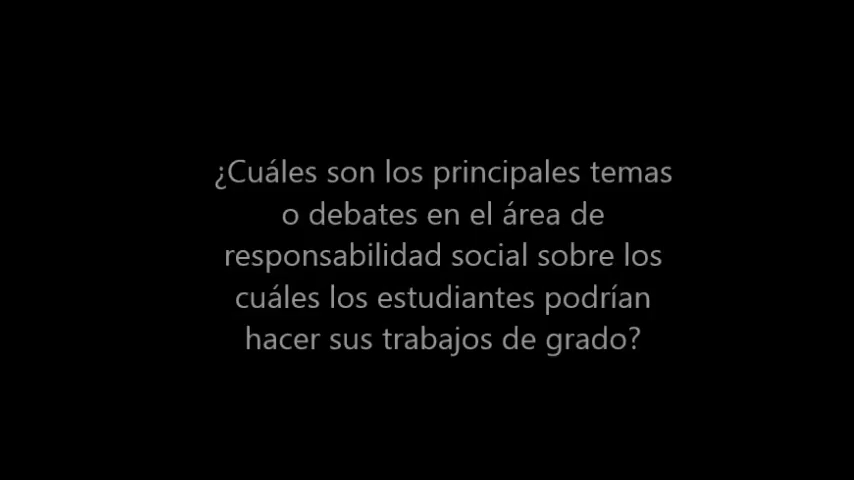 ¿Cuáles son los principales temas
o debates en el área de
responsabilidad social sobre los
cuáles los estudiantes podrían
hacer sus trabajos de grado?